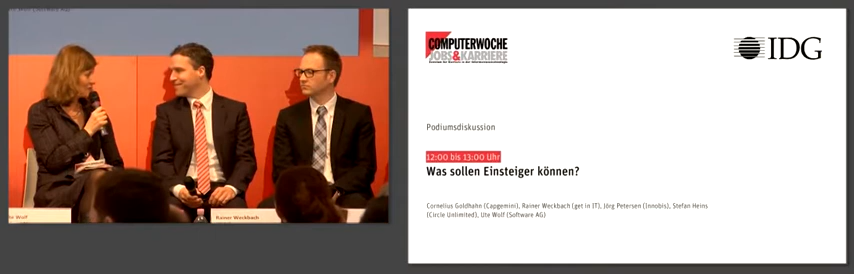 te Wolf
Rainer Weckbach
COMPUTERWOCHE
JOBS&KARRIERE
IDG
Podiumsdiskussion
12:00 bis 13:00 Uhr
Was sollen Einsteiger können?
Cornelius Goldhahn (Capgemini), Rainer Weckbach (get in IT), Jörg Petersen (Innobis), Stefan Heins
(Circle Unlimited), Ute Wolf (Software AG)